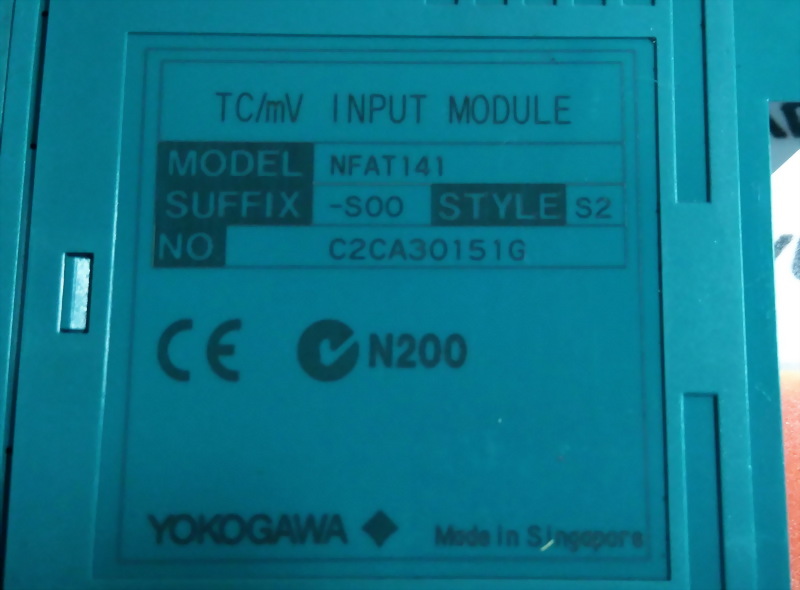 TC/mV INPUT MODULE
MODEL NFAT141
SUFFIX -S00 STYLE S2
NO C2CA30151G
CE N200
YOKOGAWA Made in Singapore